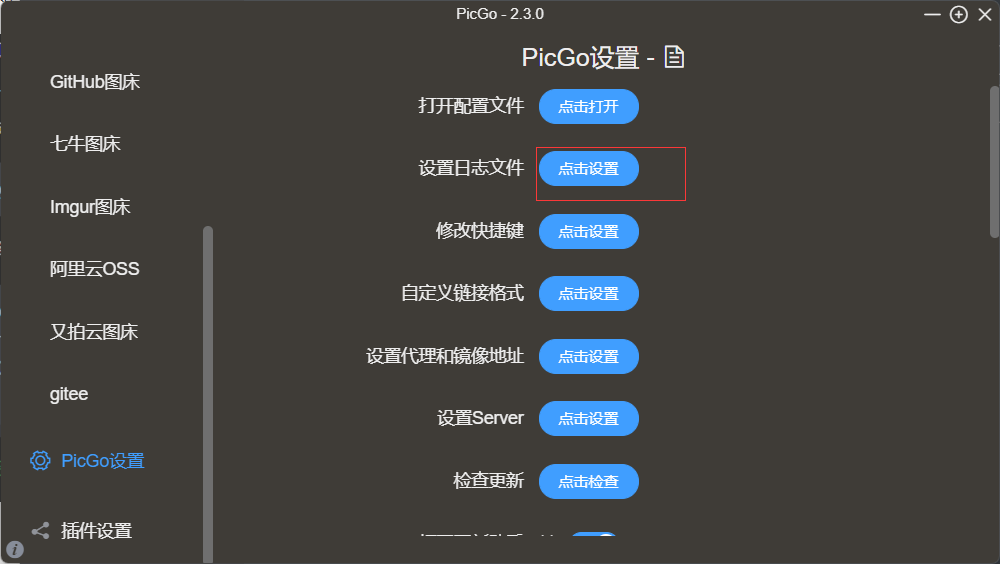 PicGo - 2.3.0
GitHub图床
七牛图床
Imgur图床
阿里云OSS
又拍云图床
gitee
PicGo设置
插件设置
PicGo设置 -
打开配置文件 点击打开
设置日志文件 点击设置
修改快捷键 点击设置
自定义链接格式 点击设置
设置代理和镜像地址 点击设置
设置Server 点击设置
检查更新 点击检查